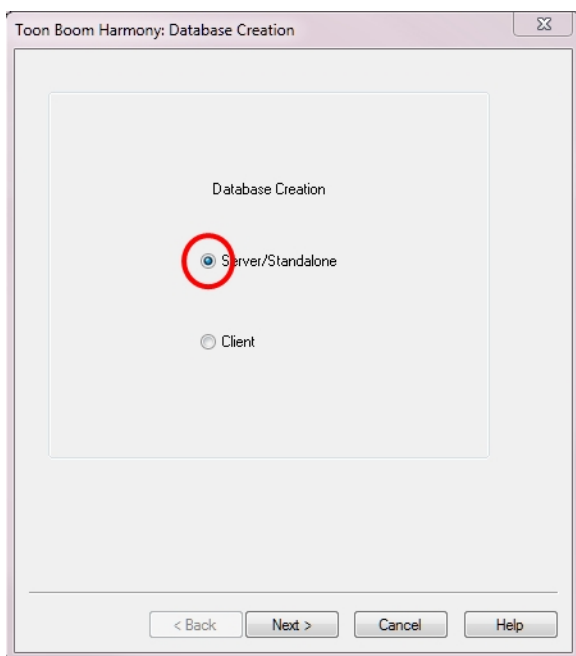 Toon Boom Harmony: Database Creation
Database Creation
Server/Standalone
Client
< Back Next > Cancel Help